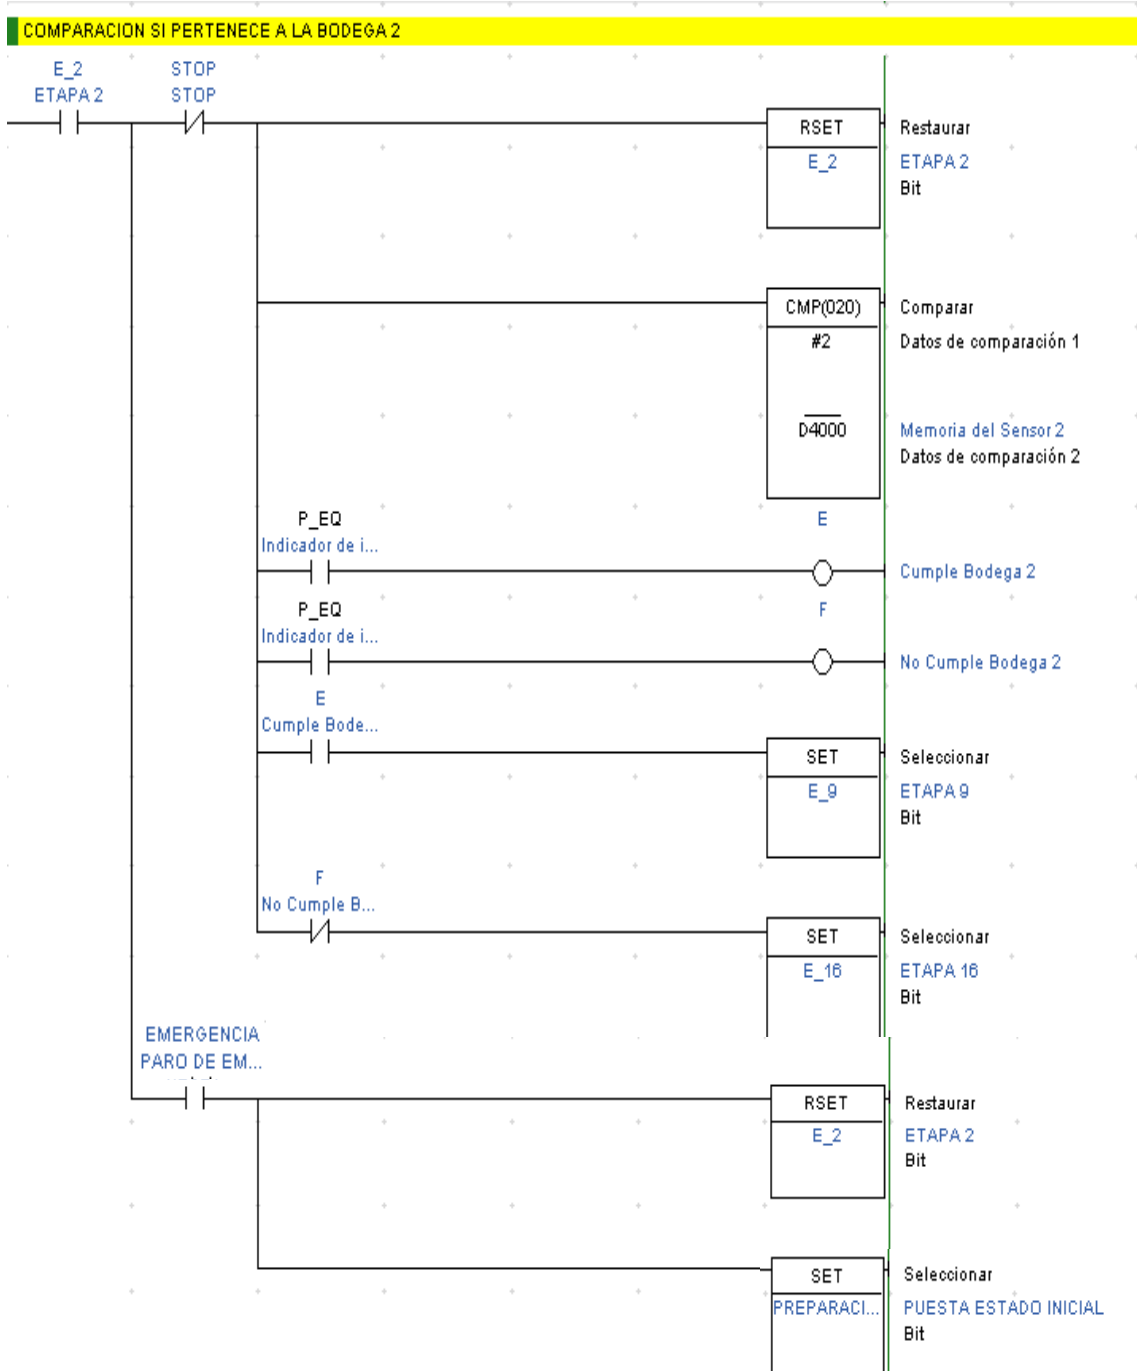 COMPARACION SI PERTENECE A LA BODEGA 2
E_2 STOP
ETAPA 2 STOP
RSET Restaurar
E_2 ETAPA 2
Bit
CMP(020) Comparar
#2 Datos de comparación 1
D4000 Memoria del Sensor 2
Datos de comparación 2
P_EQ E
Indicador de i...
Cumple Bodega 2
P_EQ F
Indicador de i...
No Cumple Bodega 2
E
Cumple Bode...
SET Seleccionar
E_9 ETAPA 9
Bit
F
No Cumple B...
SET Seleccionar
E_16 ETAPA 16
Bit
EMERGENCIA
PARO DE EM...
RSET Restaurar
E_2 ETAPA 2
Bit
SET Seleccionar
PREPARACI... PUESTA ESTADO INICIAL
Bit